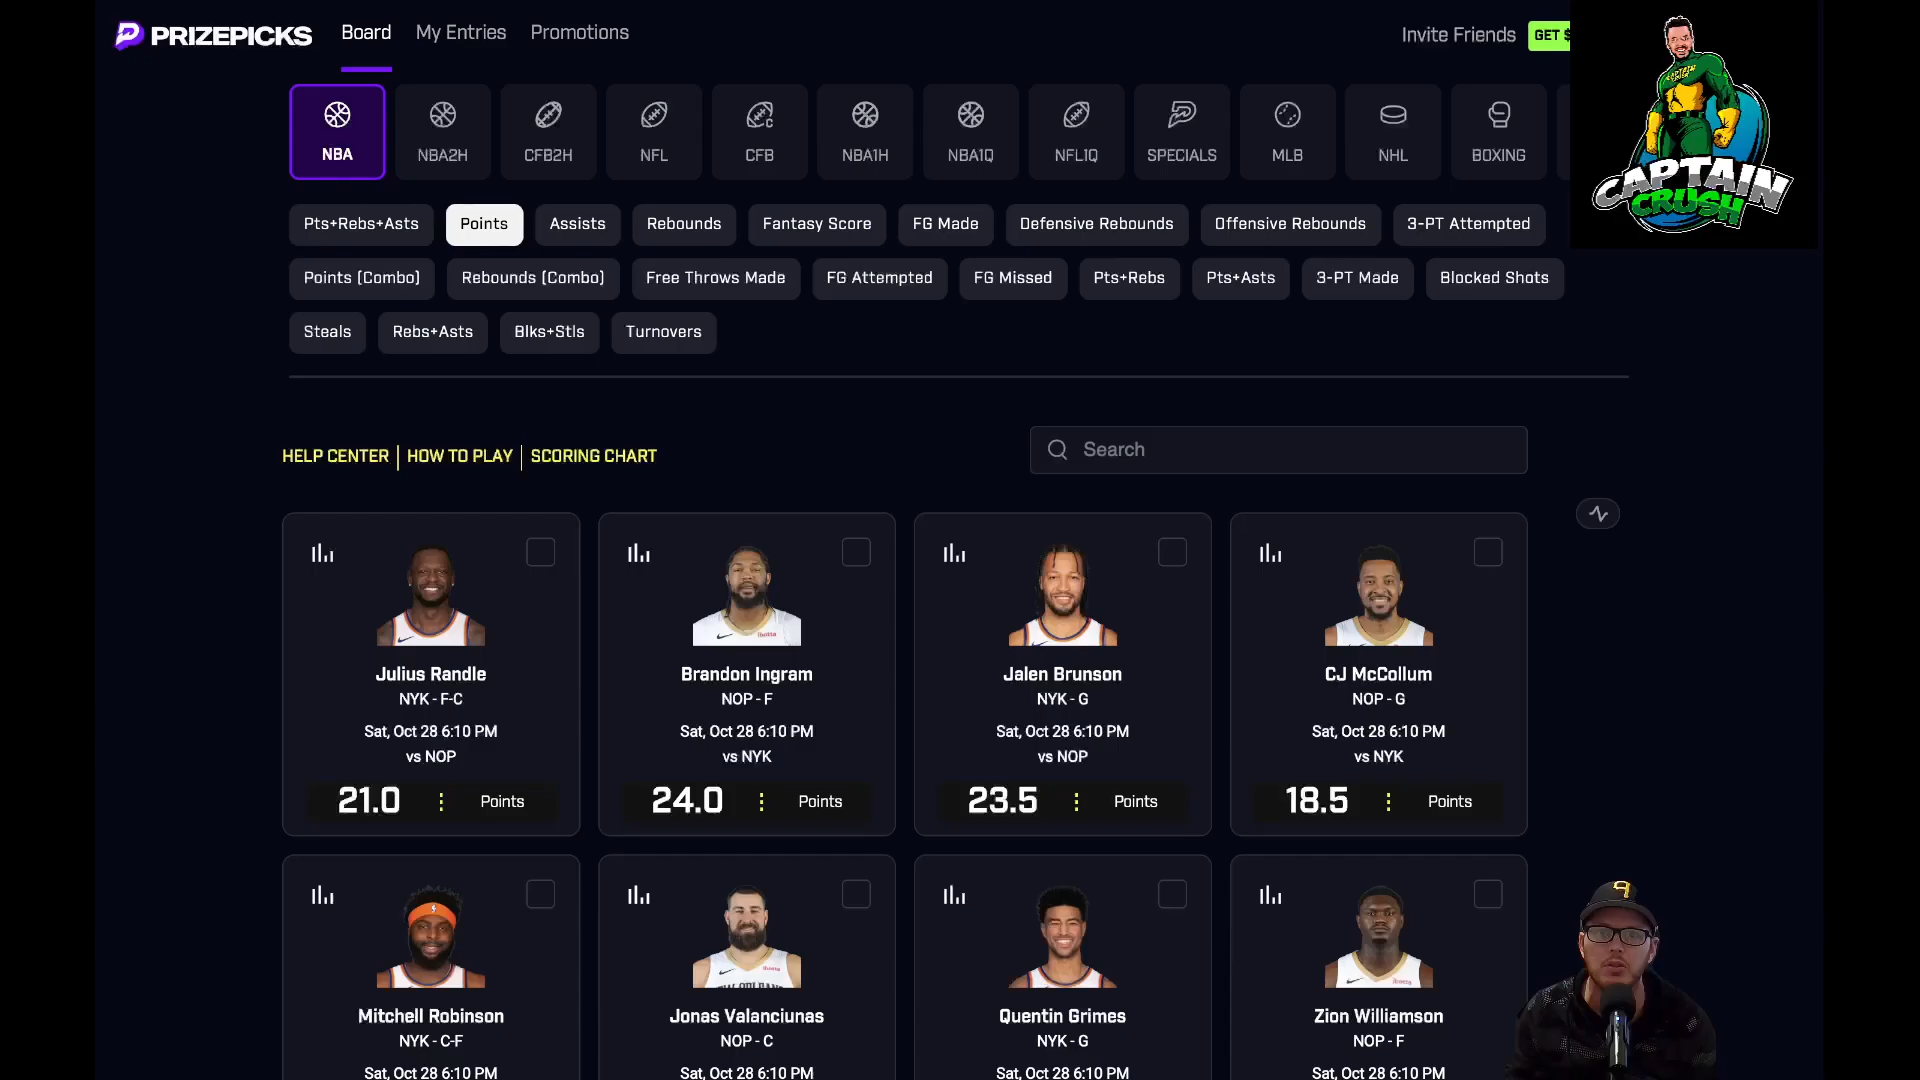 PRIZEPICKS Board My Entries Promotions Invite Friends GET $
NBA NBA2H CFB2H NFL CFB NBA1H NBA1Q NFL1Q SPECIALS MLB NHL BOXING
Pts+Rebs+Asts Points Assists Rebounds Fantasy Score FG Made Defensive Rebounds Offensive Rebounds 3-PT Attempted
Points (Combo) Rebounds (Combo) Free Throws Made FG Attempted FG Missed Pts+Rebs Pts+Asts 3-PT Made Blocked Shots
Steals Rebs+Asts Blks+Stls Turnovers
CAPTAIN
CRUSH
HELP CENTER HOW TO PLAY SCORING CHART Search
Julius Randle Brandon Ingram Jalen Brunson CJ McCollum
NYK - F-C NOP - F NYK - G NOP - G
Sat, Oct 28 6:10 PM Sat, Oct 28 6:10 PM Sat, Oct 28 6:10 PM Sat, Oct 28 6:10 PM
vs NOP vs NYK vs NOP vs NYK
21.0 Points 24.0 Points 23.5 Points 18.5 Points
Mitchell Robinson Jonas Valanciunas Quentin Grimes Zion Williamson
NYK - C-F NOP - C NYK - G NOP - F
Sat, Oct 28 6:10 PM Sat, Oct 28 6:10 PM Sat, Oct 28 6:10 PM Sat, Oct 28 6:10 PM